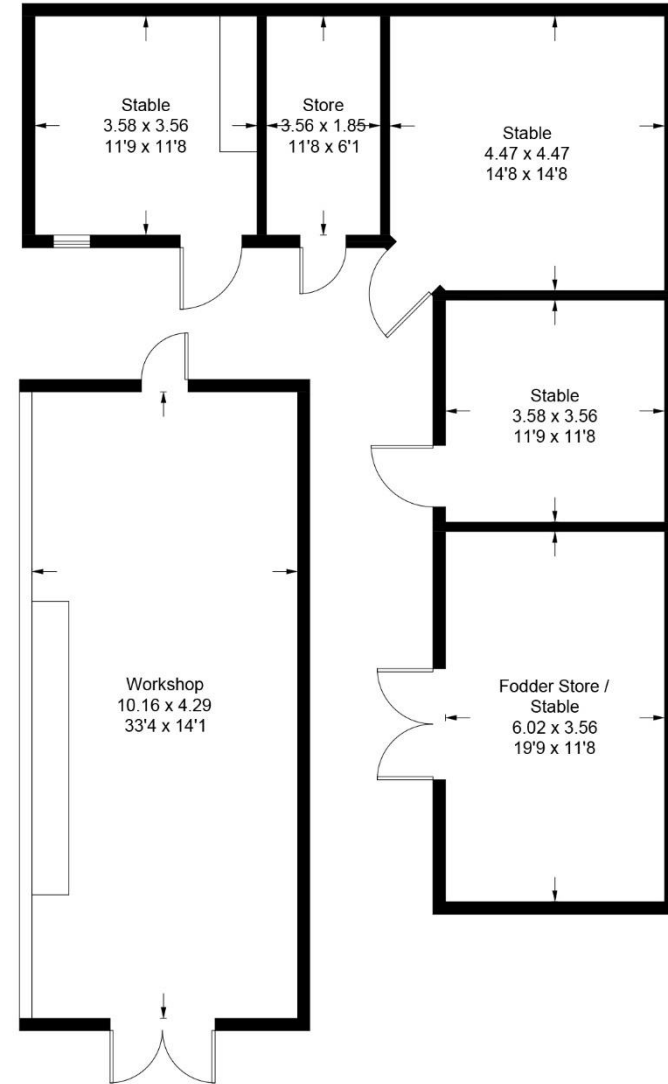 Stable
3.58 x 3.56
11'9 x 11'8
Store
3.56 x 1.85
11'8 x 6'1
Stable
4.47 x 4.47
14'8 x 14'8
Stable
3.58 x 3.56
11'9 x 11'8
Workshop
10.16 x 4.29
33'4 x 14'1
Fodder Store /
Stable
6.02 x 3.56
19'9 x 11'8